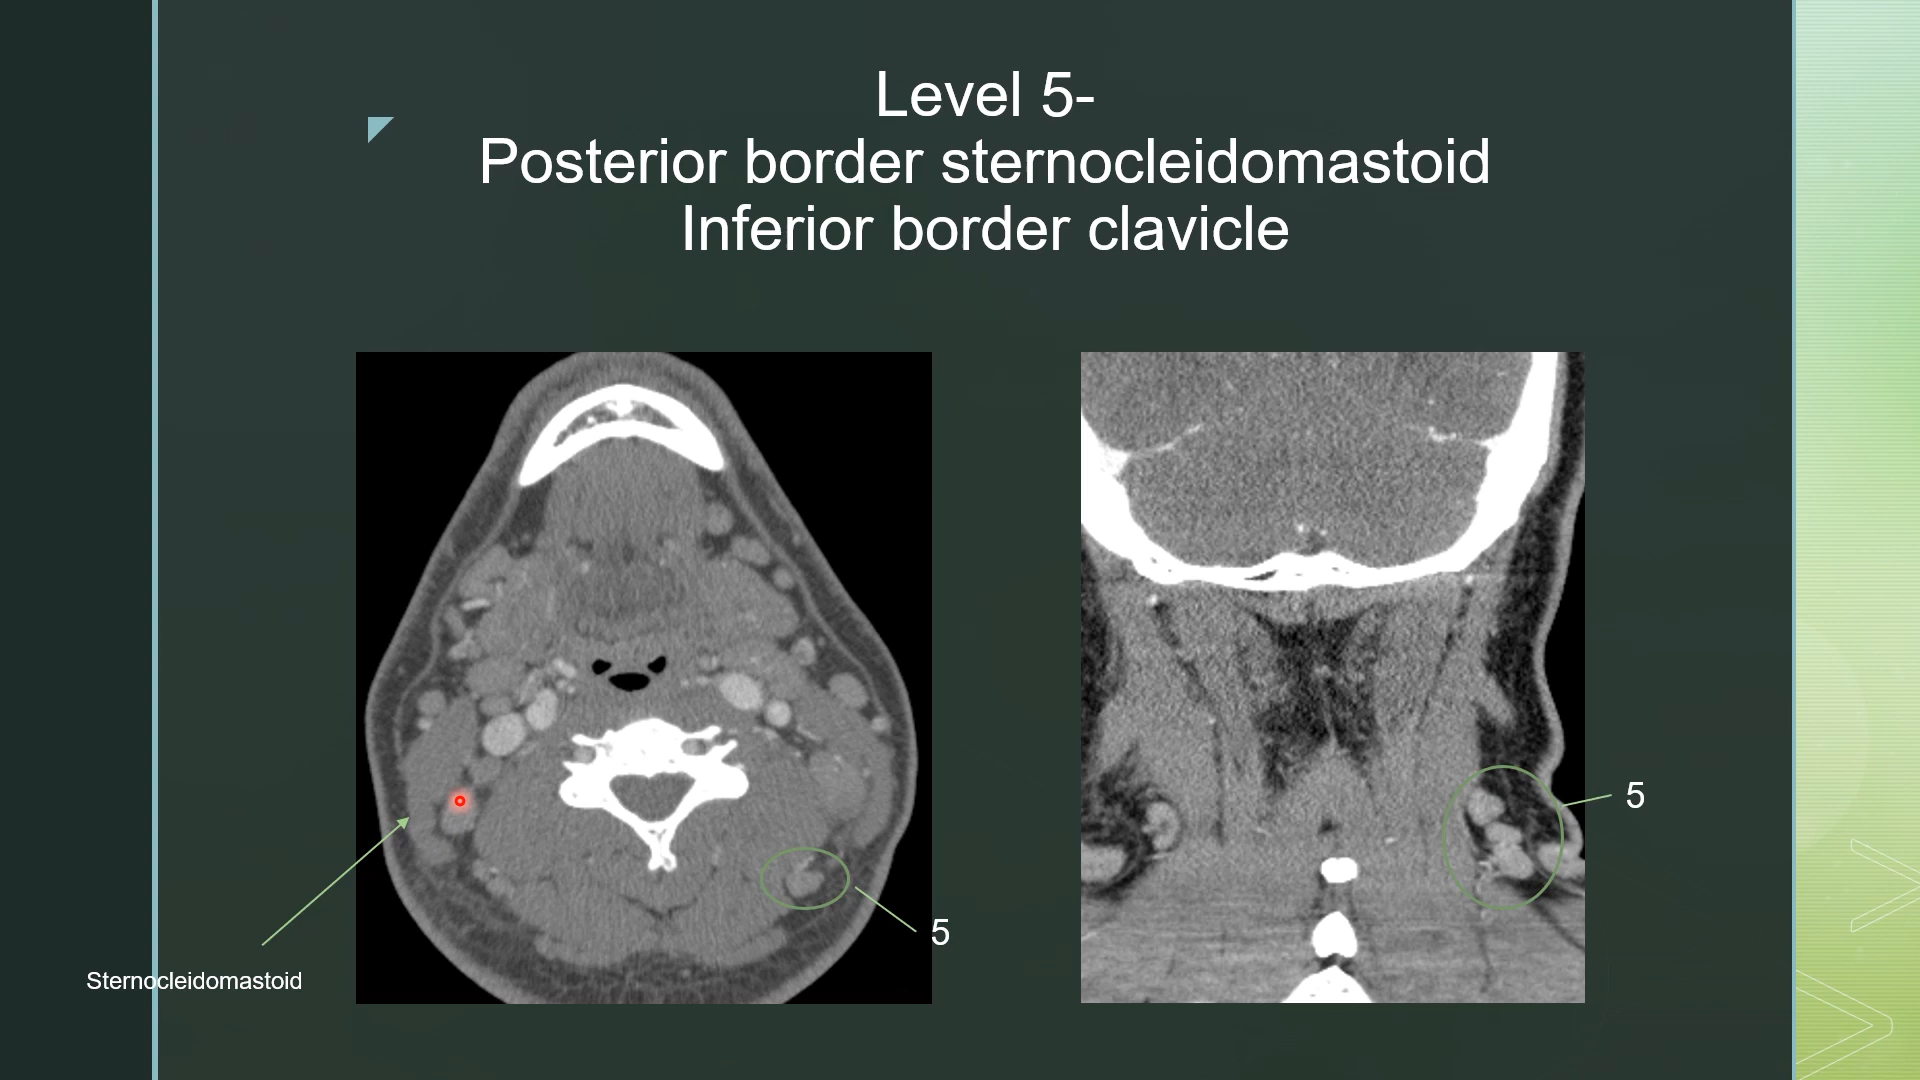 Level 5-
Posterior border sternocleidomastoid
Inferior border clavicle
5
5
Sternocleidomastoid